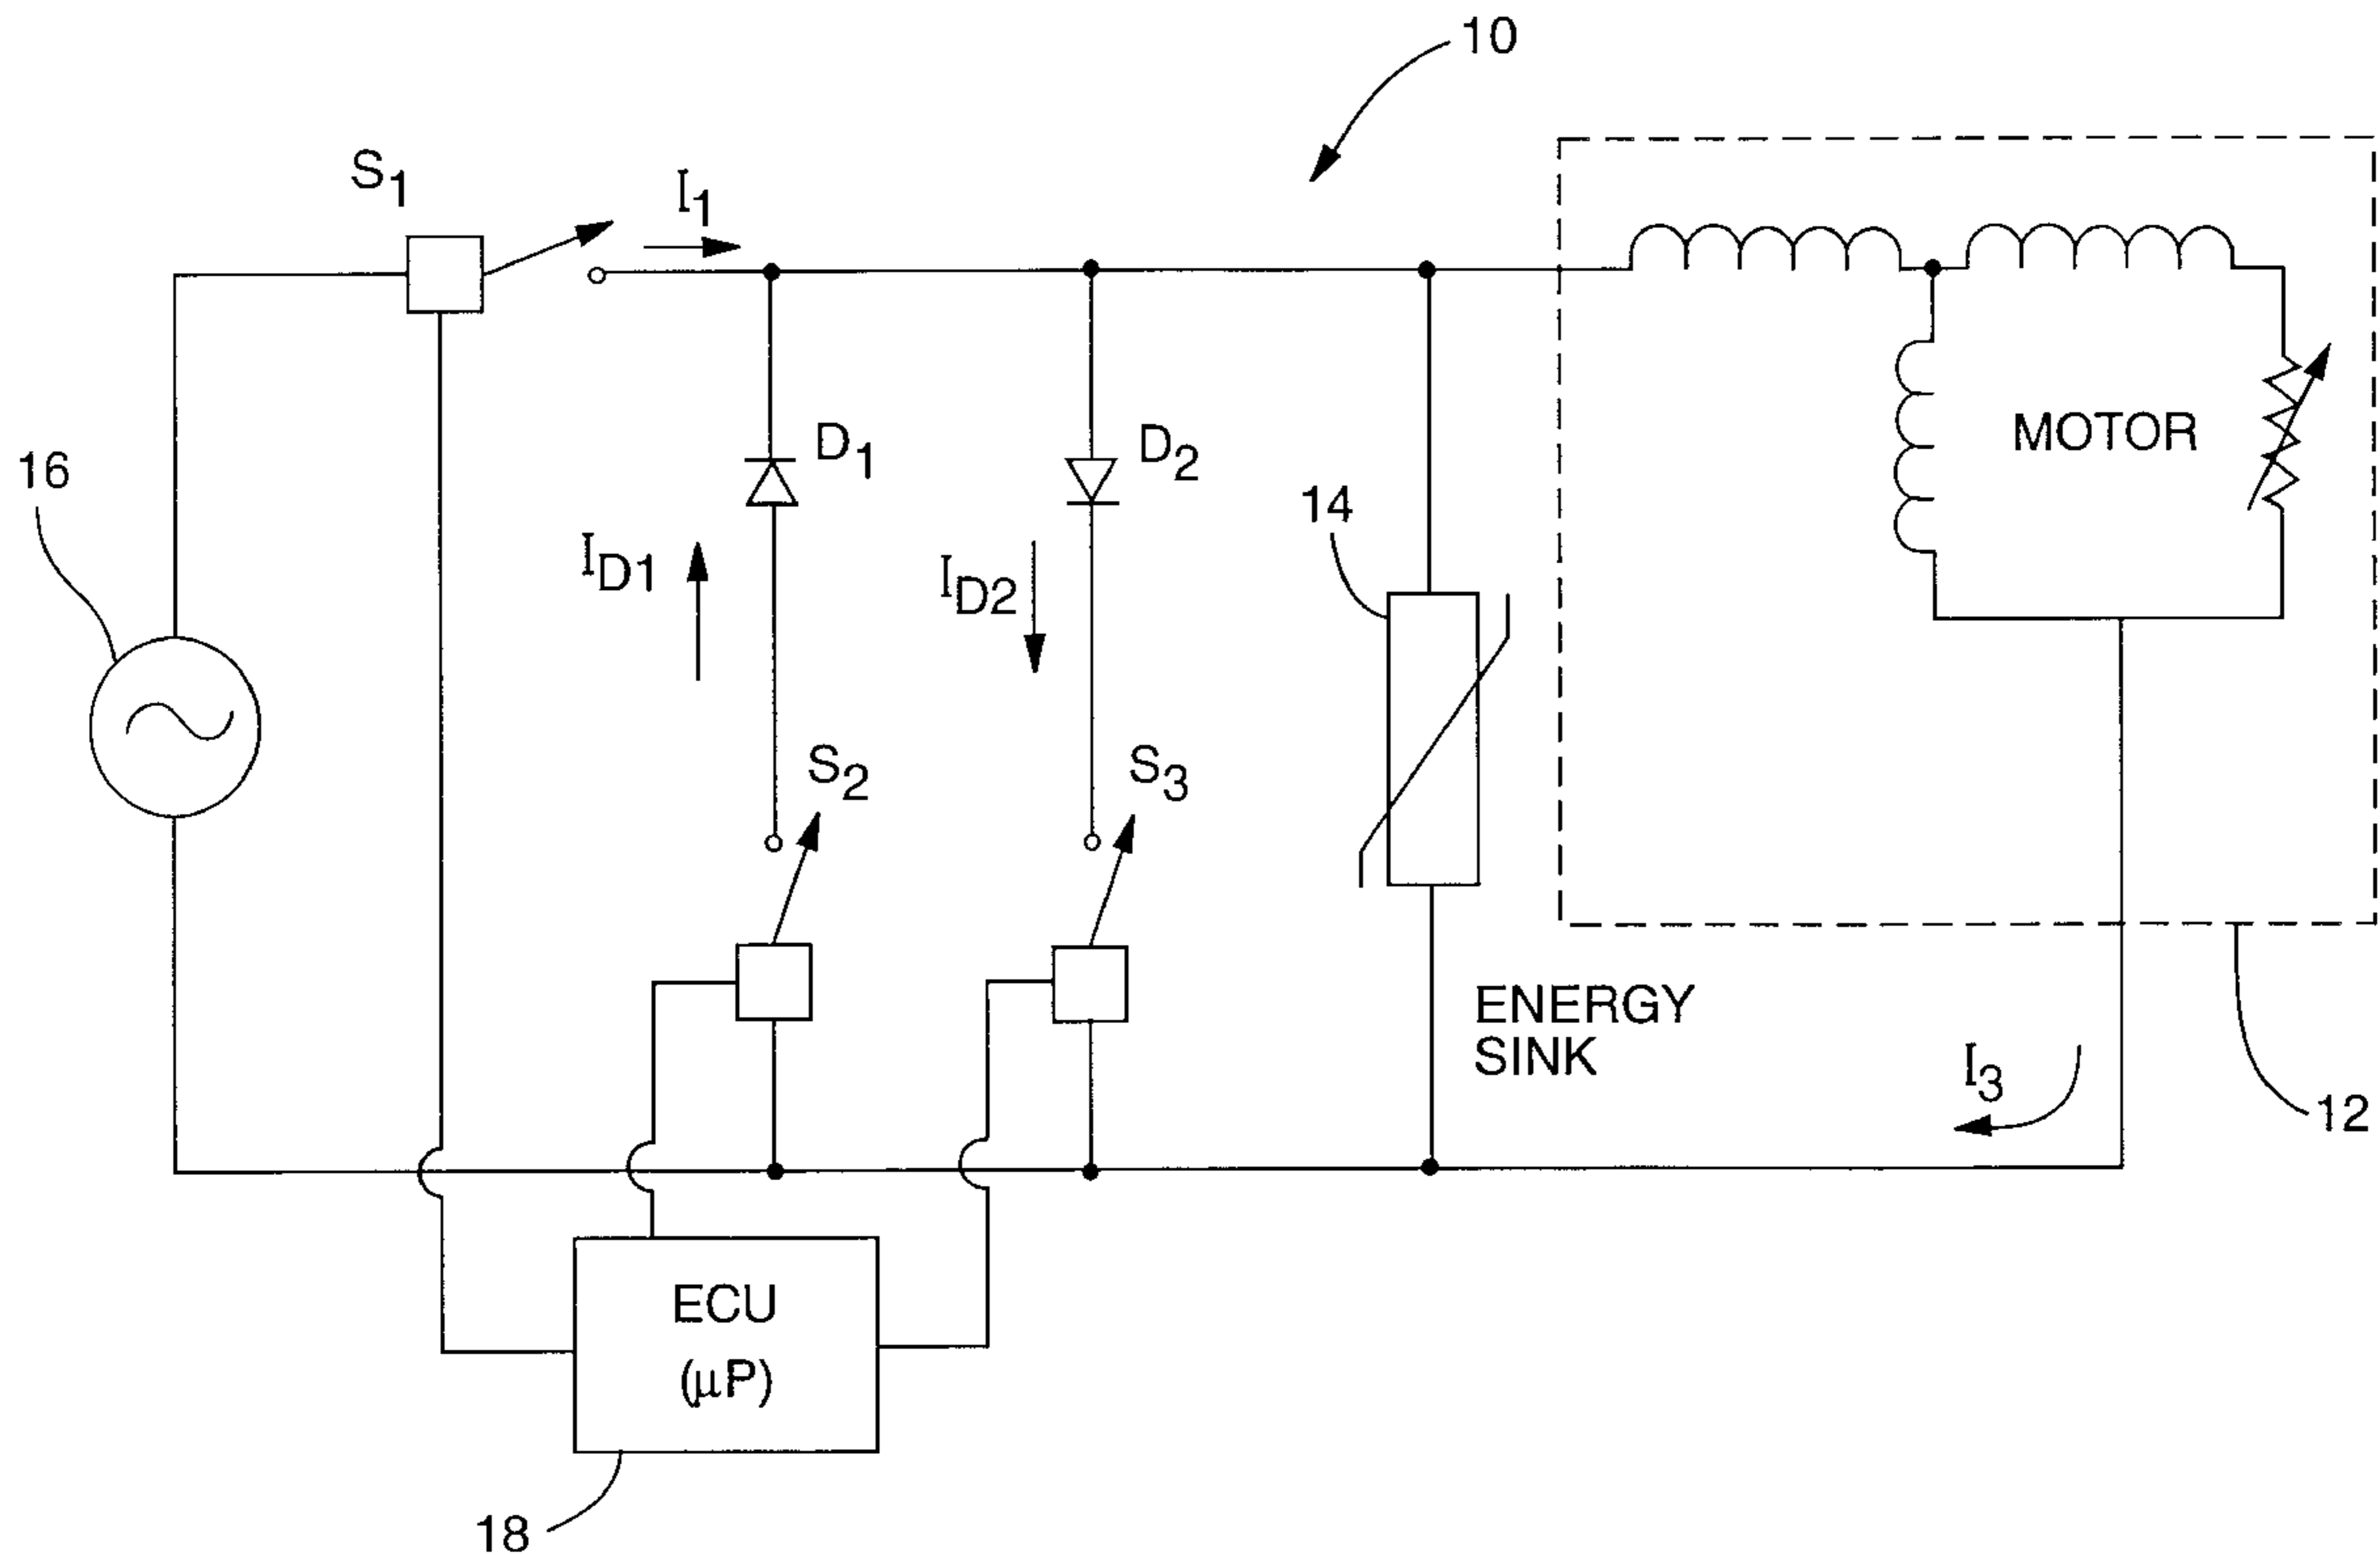 10
S1
I1
16
D1
D2
MOTOR
14
ID1
ID2
S2
S3
ENERGY
SINK
I3
12
ECU
(μP)
18